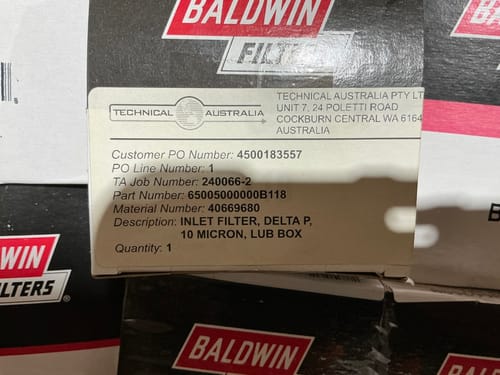 BALDWIN
FILTERS
TECHNICAL AUSTRALIA
TECHNICAL AUSTRALIA PTY LT
UNIT 7, 24 POLETTI ROAD
COCKBURN CENTRAL WA 6164
AUSTRALIA
Customer PO Number: 4500183557
PO Line Number: 1
TA Job Number: 240066-2
Part Number: 65005000000B118
Material Number: 40669680
Description: INLET FILTER, DELTA P,
10 MICRON, LUB BOX
Quantity: 1
DWIN
LTERS®
BALDWIN
BALDWIN